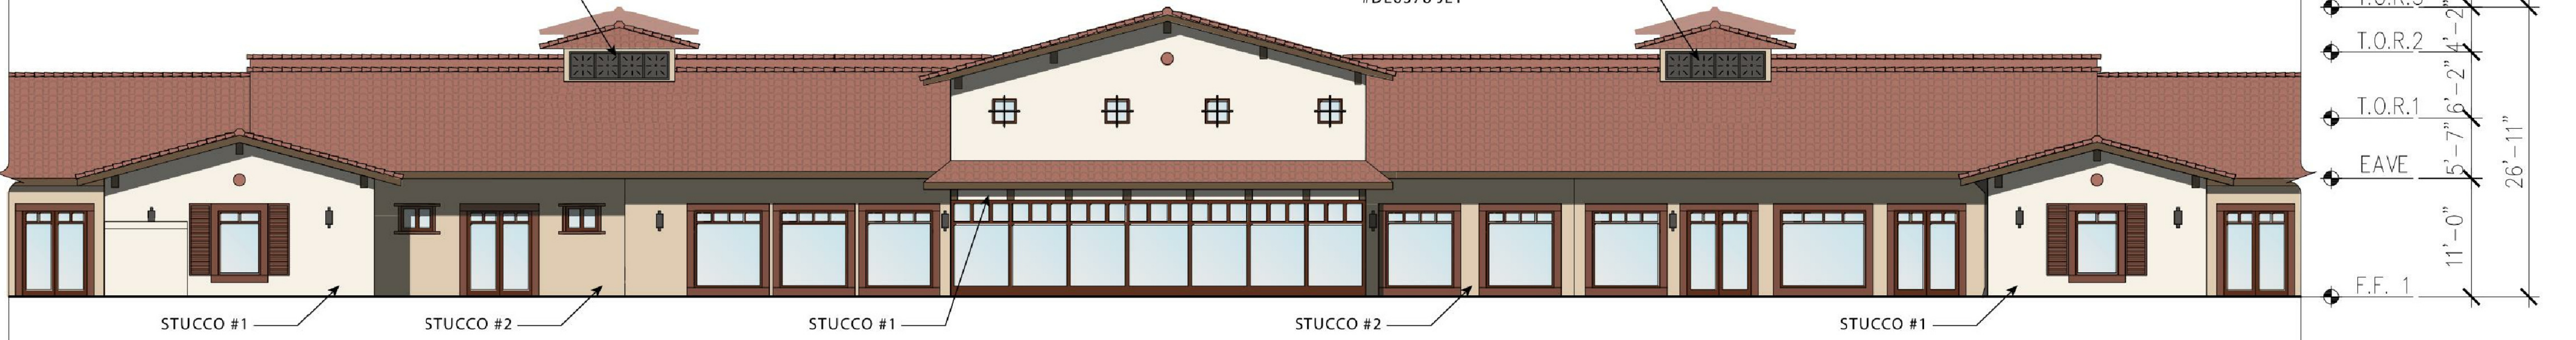 T.O.R.2
T.O.R.1
EAVE
F.F. 1
4'-2"
6'-2"
5'-7"
11'-0"
26'-11"
STUCCO #1
STUCCO #2
STUCCO #1
STUCCO #2
STUCCO #1